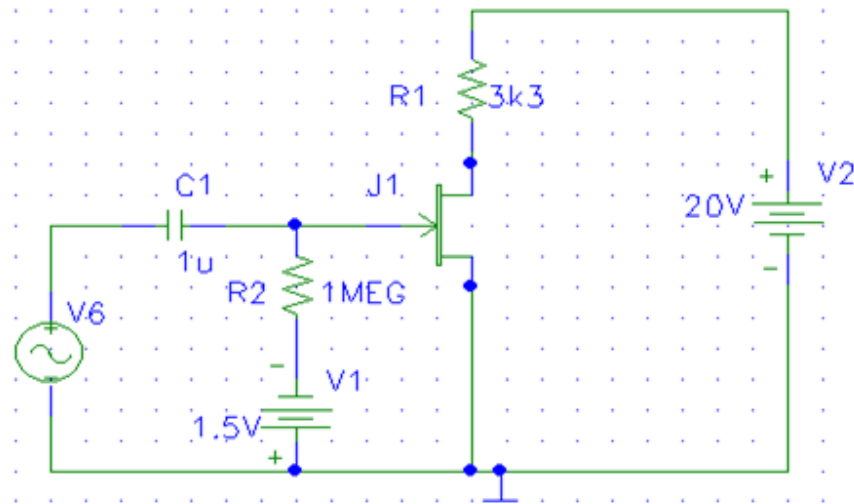 R1 3k3
C1
J1
+ V2
20V
1u
-
R2 1MEG
V6
+
-
- V1
1.5V
+